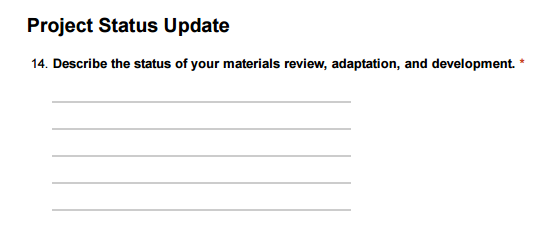 Project Status Update
14. Describe the status of your materials review, adaptation, and development. *